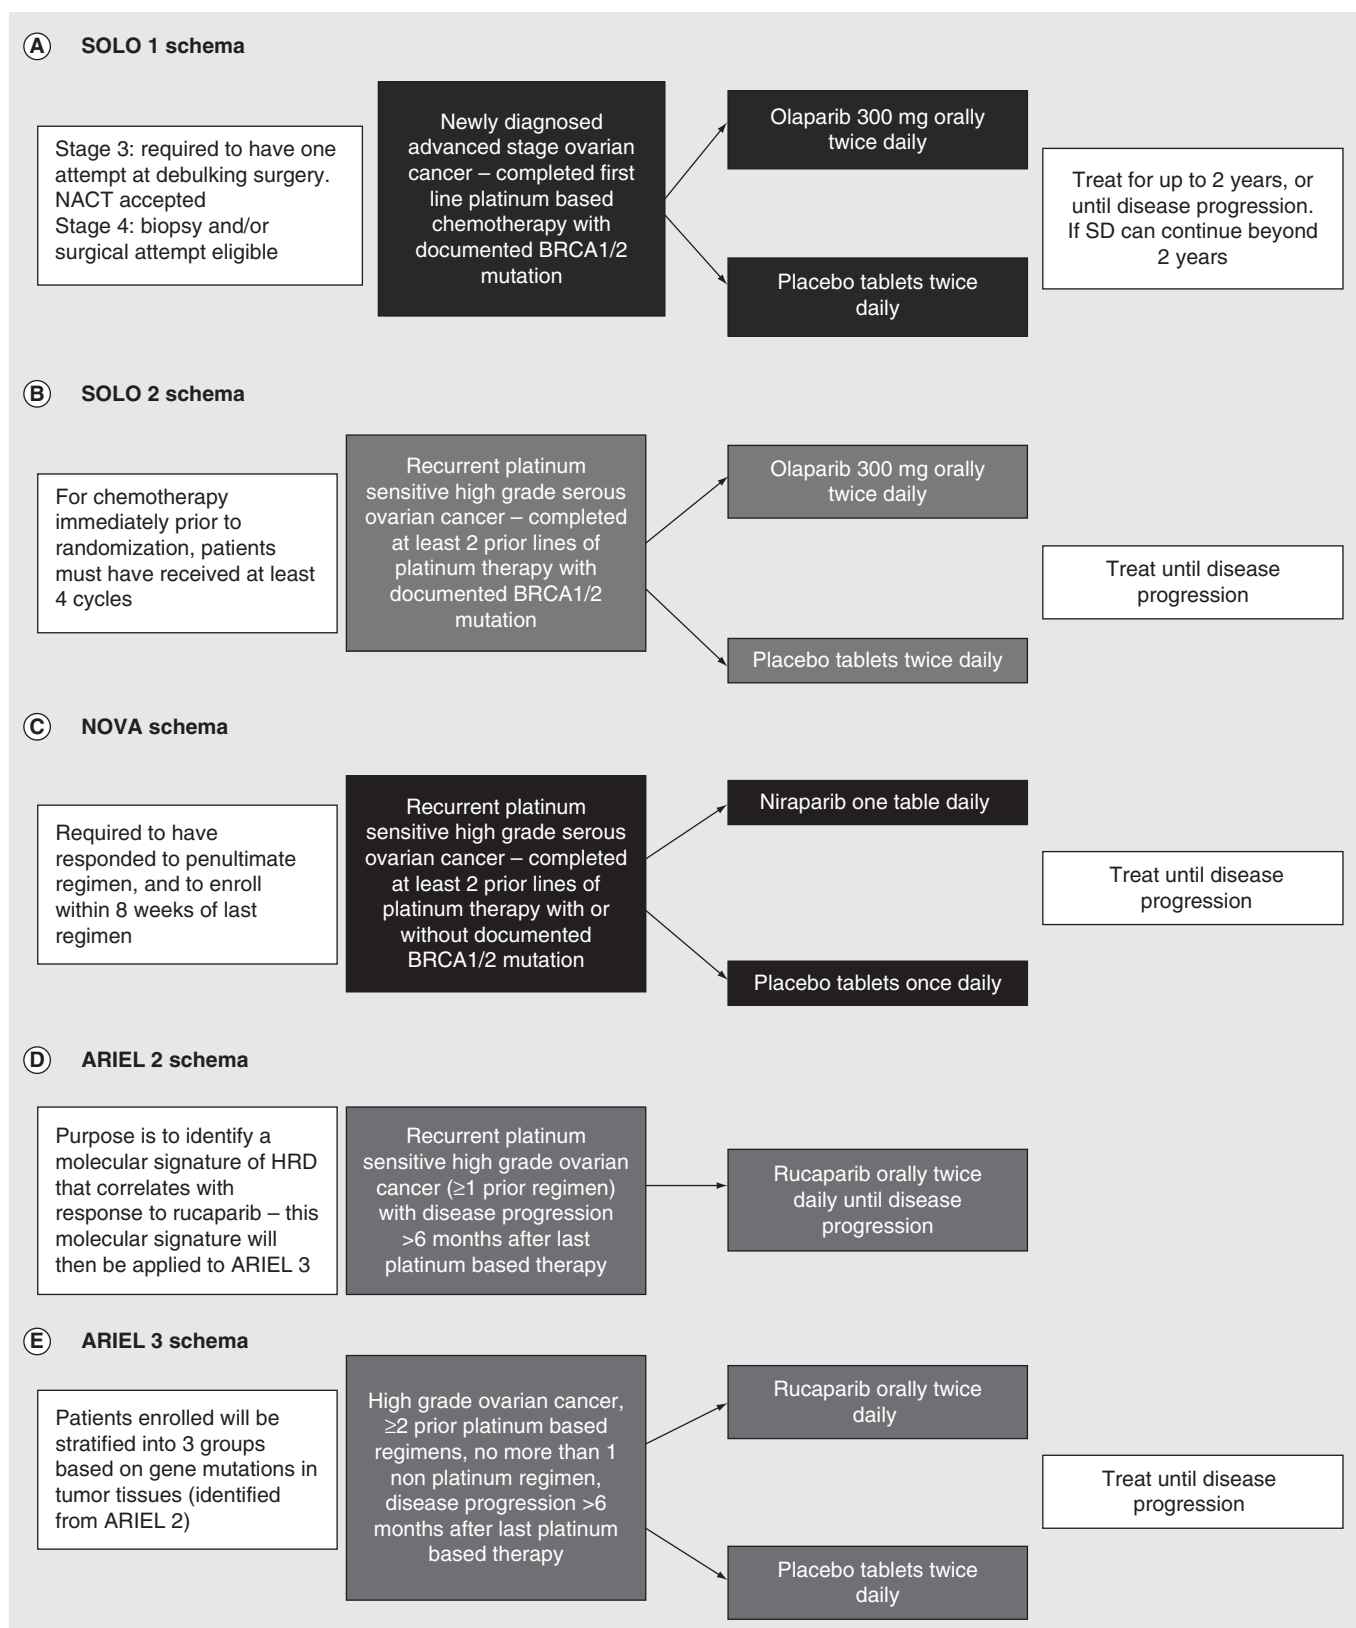 A SOLO 1 schema
Stage 3: required to have one
attempt at debulking surgery.
NACT accepted
Stage 4: biopsy and/or
surgical attempt eligible
Newly diagnosed
advanced stage ovarian
cancer – completed first
line platinum based
chemotherapy with
documented BRCA1/2
mutation
Olaparib 300 mg orally
twice daily
Placebo tablets twice
daily
Treat for up to 2 years, or
until disease progression.
If SD can continue beyond
2 years
B SOLO 2 schema
For chemotherapy
immediately prior to
randomization, patients
must have received at least
4 cycles
Recurrent platinum
sensitive high grade serous
ovarian cancer – completed
at least 2 prior lines of
platinum therapy with
documented BRCA1/2
mutation
Olaparib 300 mg orally
twice daily
Placebo tablets twice daily
Treat until disease
progression
C NOVA schema
Required to have
responded to penultimate
regimen, and to enroll
within 8 weeks of last
regimen
Recurrent platinum
sensitive high grade serous
ovarian cancer – completed
at least 2 prior lines of
platinum therapy with or
without documented
BRCA1/2 mutation
Niraparib one table daily
Placebo tablets once daily
Treat until disease
progression
D ARIEL 2 schema
Purpose is to identify a
molecular signature of HRD
that correlates with
response to rucaparib – this
molecular signature will
then be applied to ARIEL 3
Recurrent platinum
sensitive high grade ovarian
cancer (≥1 prior regimen)
with disease progression
>6 months after last
platinum based therapy
Rucaparib orally twice
daily until disease
progression
E ARIEL 3 schema
Patients enrolled will be
stratified into 3 groups
based on gene mutations in
tumor tissues (identified
from ARIEL 2)
High grade ovarian cancer,
≥2 prior platinum based
regimens, no more than 1
non platinum regimen,
disease progression >6
months after last platinum
based therapy
Rucaparib orally twice
daily
Placebo tablets twice
daily
Treat until disease
progression